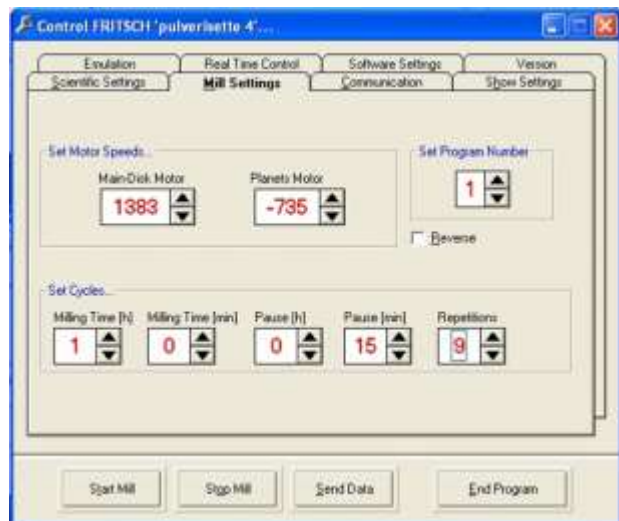 Control FRITSCH 'pulverisette 4'...
Emulation Real Time Control Software Settings Version
Scientific Settings Mill Settings Communication Show Settings
Set Motor Speeds... Set Program Number
Main-Disk Motor Planets Motor
1383 -735 1
Reverse
Set Cycles...
Milling Time [h] Milling Time [min] Pause [h] Pause [min] Repetitions
1 0 0 15 9
Start Mill Stop Mill Send Data End Program